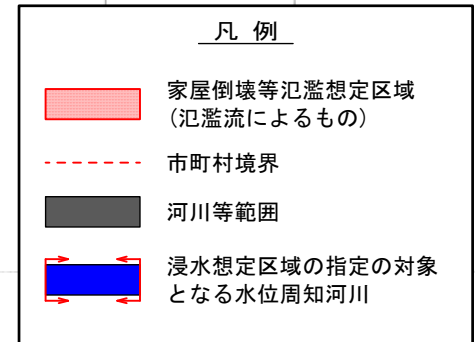 凡例
家屋倒壊等氾濫想定区域
(氾濫流によるもの)
市町村境界
河川等範囲
浸水想定区域の指定の対象
となる水位周知河川